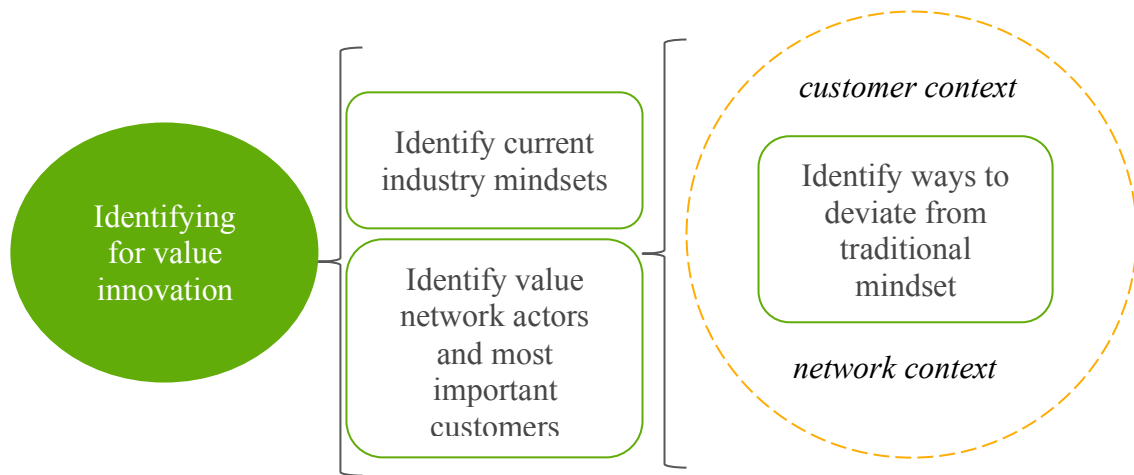 Identifying
for value
innovation
Identify current
industry mindsets
Identify value
network actors
and most
important
customers
customer context
Identify ways to
deviate from
traditional
mindset
network context